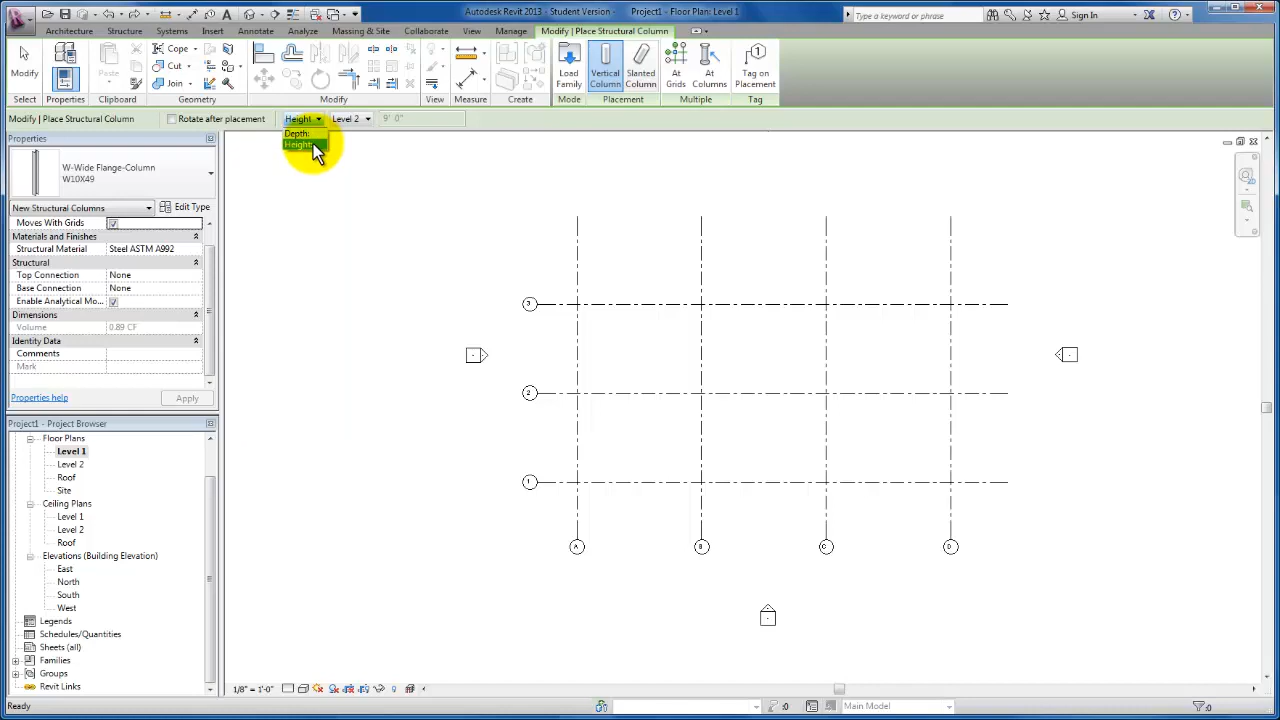 Autodesk Revit 2013 - Student Version - Project1 - Floor Plan: Level 1
Type a keyword or phrase
Sign In
Architecture Structure Systems Insert Annotate Analyze Massing & Site Collaborate View Manage Modify | Place Structural Column
Modify
Paste
Cope
Cut
Join
Load Family
Vertical Column
Slanted Column
At Grids
At Columns
Tag on Placement
Select Properties Clipboard Geometry Modify View Measure Create Mode Placement Multiple Tag
Modify | Place Structural Column Rotate after placement Height Level 2 9' 0"
Depth:
Height:
Properties
W-Wide Flange-Column
W10X49
New Structural Columns Edit Type
Moves With Grids
Materials and Finishes
Structural Material Steel ASTM A992
Structural
Top Connection None
Base Connection None
Enable Analytical Mo...
Dimensions
Volume 0.89 CF
Identity Data
Comments
Mark
Properties help Apply
Project1 - Project Browser
Floor Plans
Level 1
Level 2
Roof
Site
Ceiling Plans
Level 1
Level 2
Roof
Elevations (Building Elevation)
East
North
South
West
Legends
Schedules/Quantities
Sheets (all)
Families
Groups
Revit Links
3
2
1
A B C D
1/8" = 1'-0"
Ready :0 Main Model :0